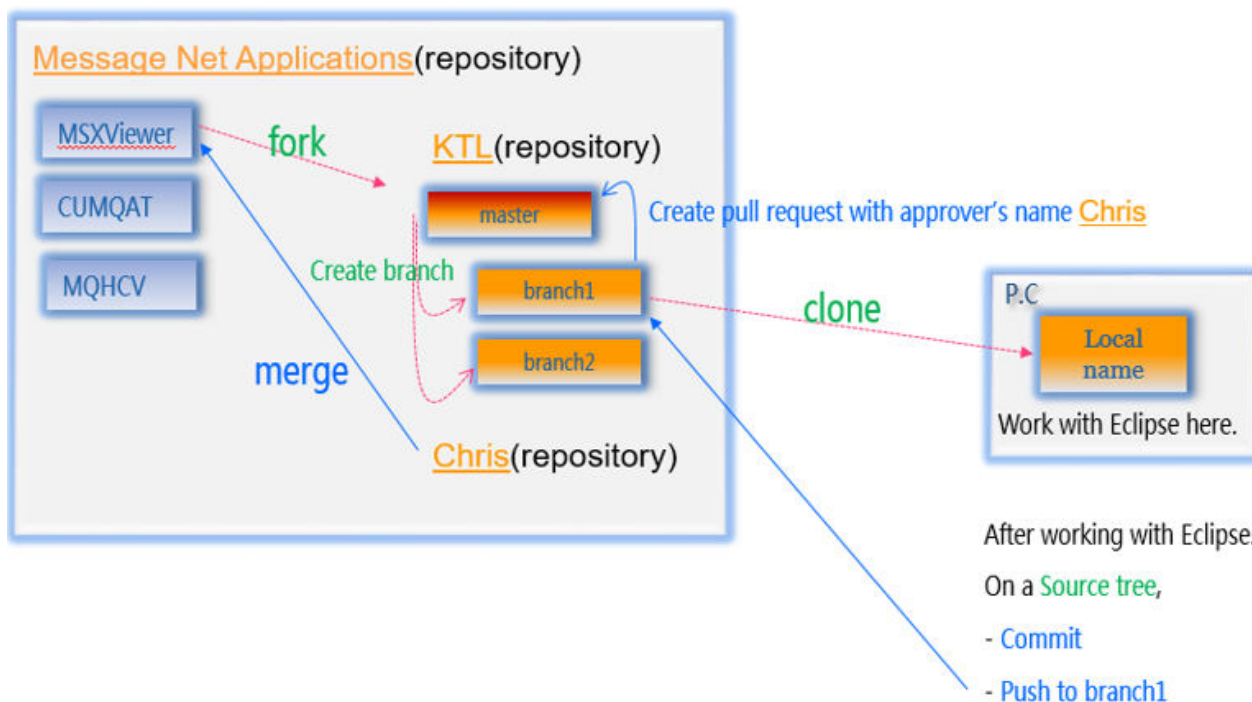 Message Net Applications(repository)
MSXViewer
fork
KTL(repository)
CUMQAT
master
Create pull request with approver's name Chris
Create branch
MQHCV
branch1
clone
P.C
Local
name
merge
branch2
Work with Eclipse here.
Chris(repository)
After working with Eclipse.
On a Source tree,
- Commit
- Push to branch1